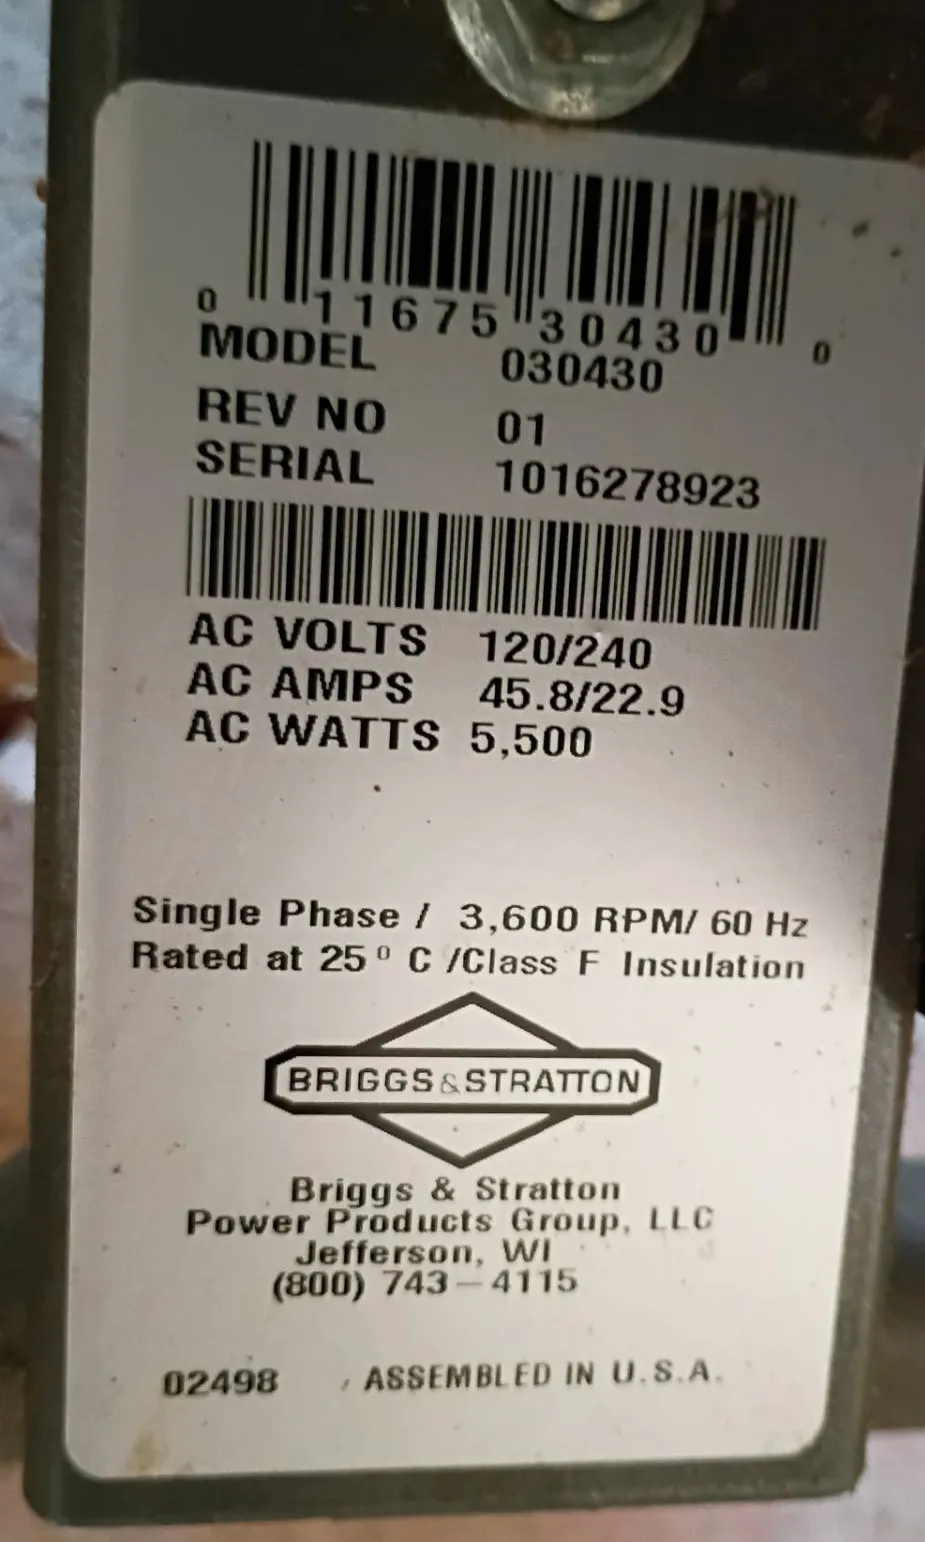 0 11675 30430 0
MODEL 030430
REV NO 01
SERIAL 1016278923
AC VOLTS 120/240
AC AMPS 45.8/22.9
AC WATTS 5,500
Single Phase / 3,600 RPM/ 60 Hz
Rated at 25° C /Class F Insulation
BRIGGS&STRATTON
Briggs & Stratton
Power Products Group, LLC
Jefferson, WI
(800) 743-4115
02498 ASSEMBLED IN U.S.A.